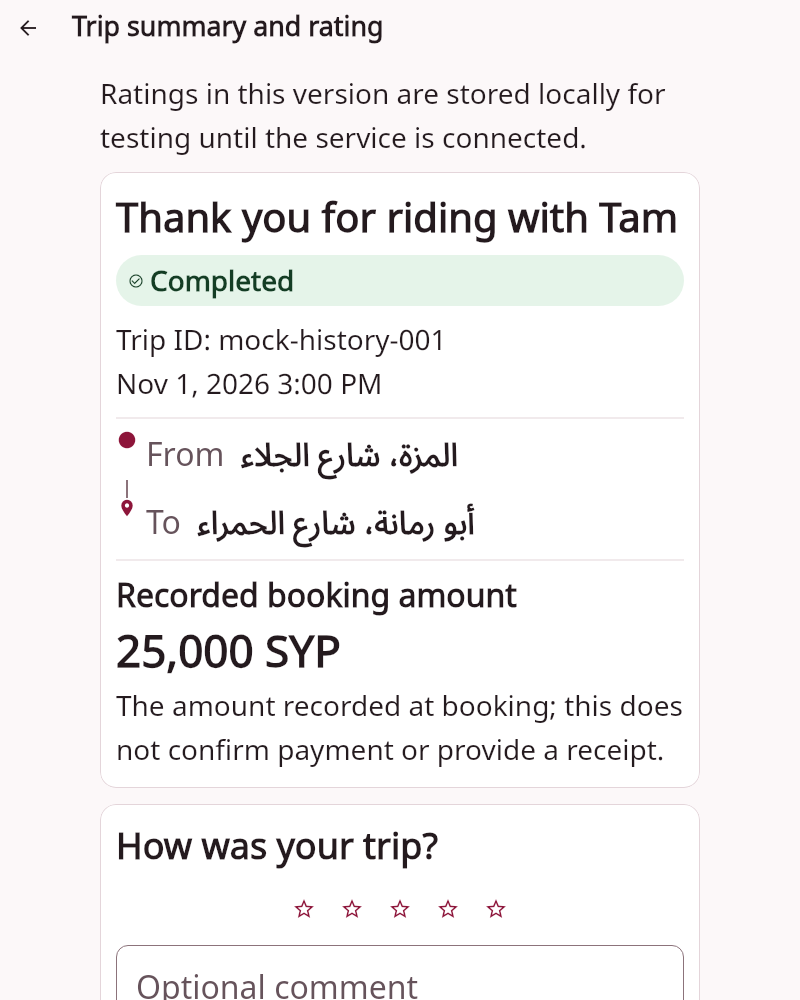 Trip summary and rating
Ratings in this version are stored locally for
testing until the service is connected.
Thank you for riding with Tam
Completed
Trip ID: mock-history-001
Nov 1, 2026 3:00 PM
From المزة، شارع الجلاء
To أبو رمانة، شارع الحمراء
Recorded booking amount
25,000 SYP
The amount recorded at booking; this does
not confirm payment or provide a receipt.
How was your trip?
Optional comment